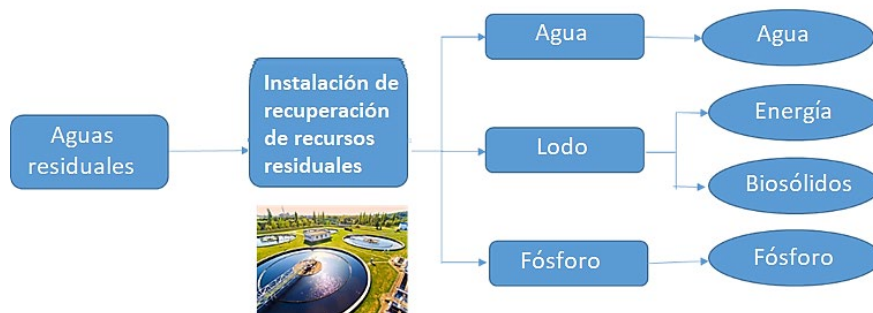 Aguas
residuales
Instalación de
recuperación
de recursos
residuales
Agua
Agua
Lodo
Energía
Biosólidos
Fósforo
Fósforo